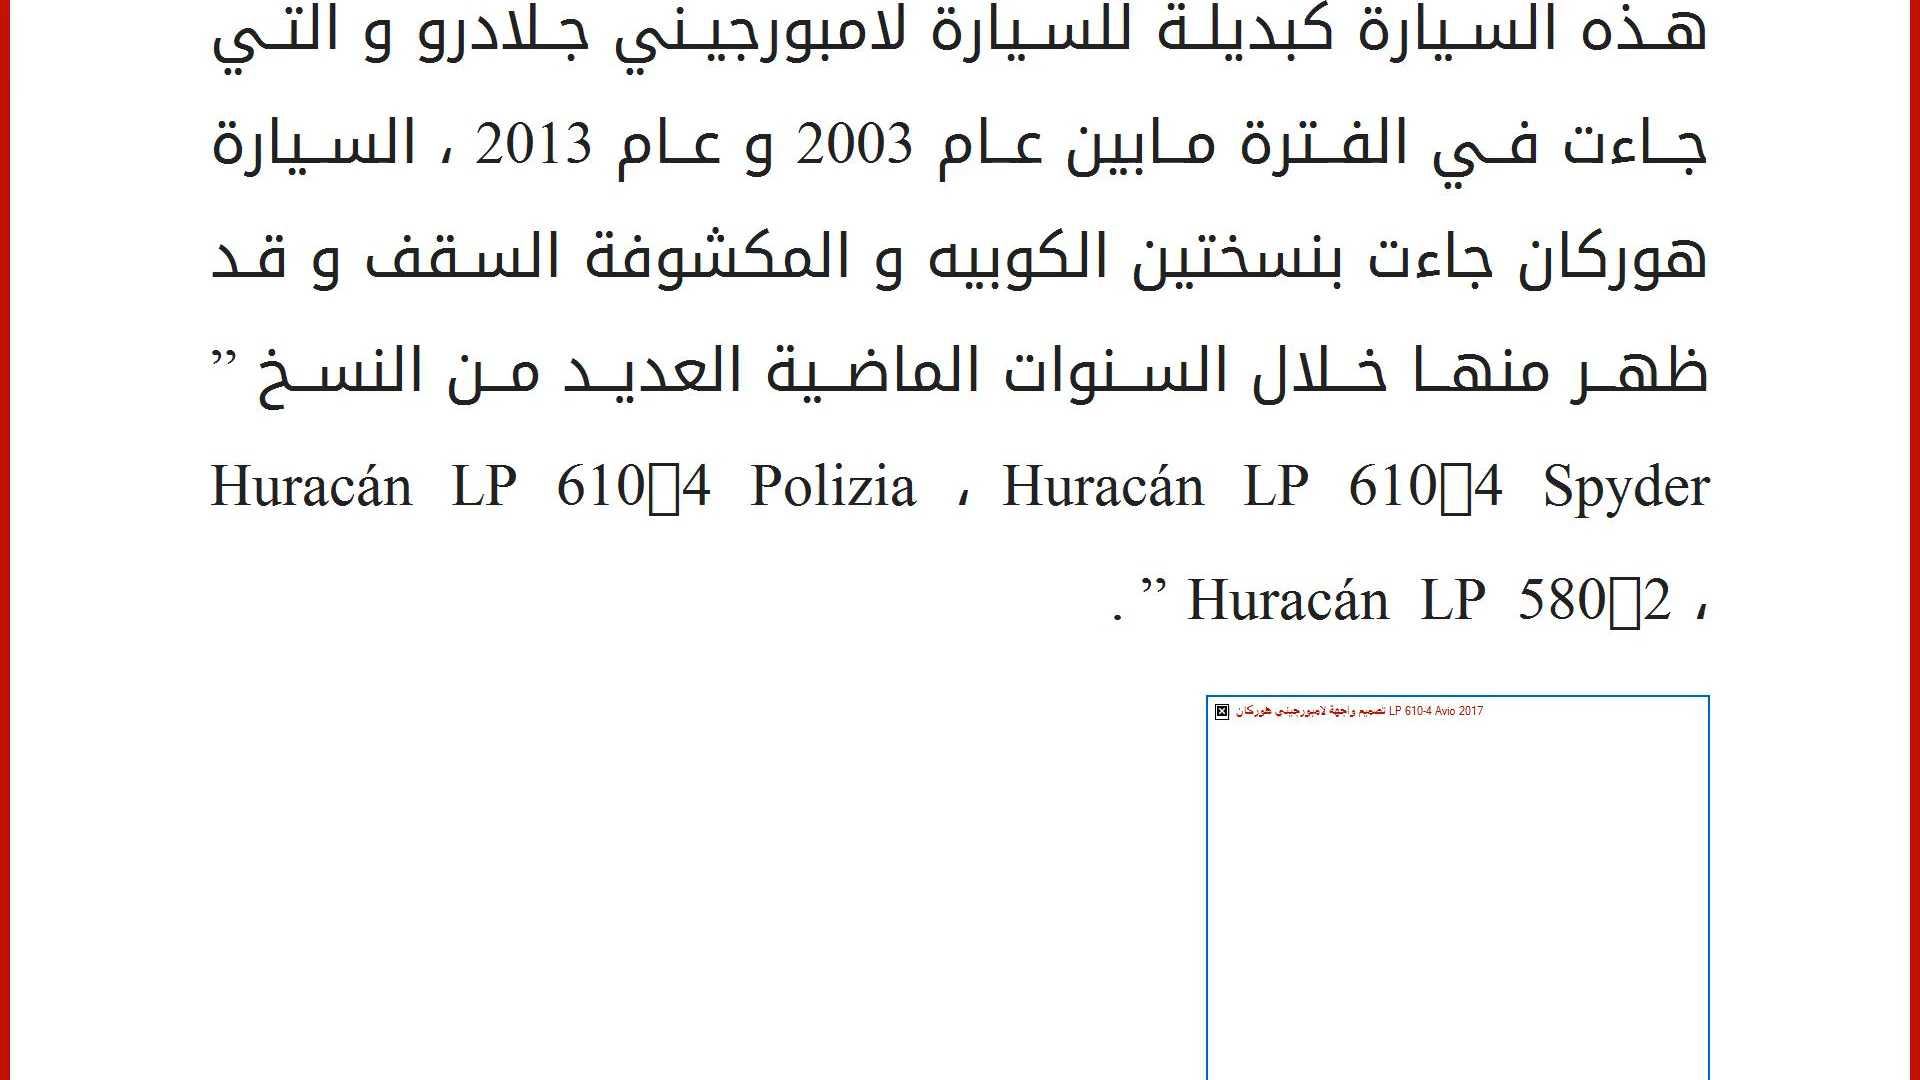 هذه السيارة كبديلة للسيارة لامبورجيني جلادرو و التي
جاءت في الفترة مابين عام 2003 و عام 2013 ، السيارة
هوركان جاءت بنسختين الكوبيه و المكشوفة السقف و قد
ظهر منها خلال السنوات الماضية العديد من النسخ ”
Huracán LP 610▯4 Polizia ، Huracán LP 610▯4 Spyder
، Huracán LP 580▯2 ” .
تصميم واجهة لامبورجيني هوركان LP 610-4 Avio 2017